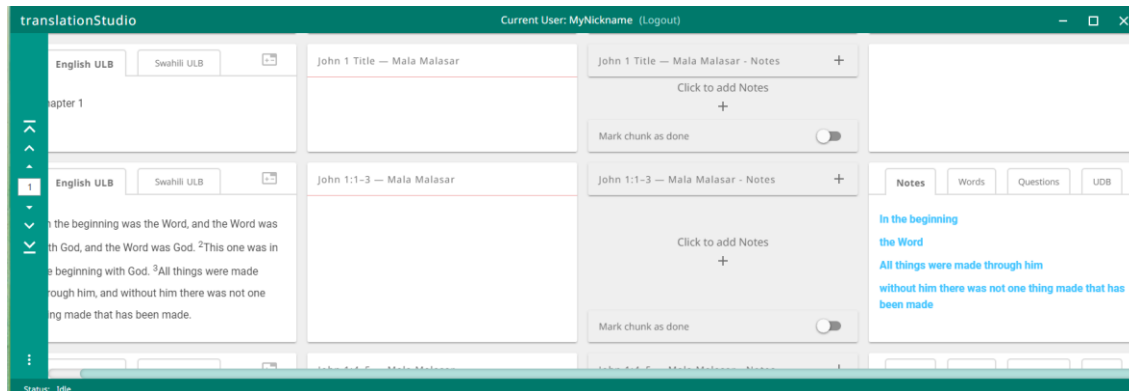 translationStudio
Current User: MyNickname (Logout)
English ULB
Swahili ULB
apter 1
John 1 Title — Mala Malasar
John 1 Title — Mala Malasar - Notes
+
Click to add Notes
+
Mark chunk as done
1
English ULB
Swahili ULB
the beginning was the Word, and the Word was
th God, and the Word was God. ²This one was in
e beginning with God. ³All things were made
rough him, and without him there was not one
ng made that has been made.
John 1:1–3 — Mala Malasar
John 1:1–3 — Mala Malasar - Notes
+
Click to add Notes
+
Mark chunk as done
Notes
Words
Questions
UDB
In the beginning
the Word
All things were made through him
without him there was not one thing made that has
been made
Status: Idle